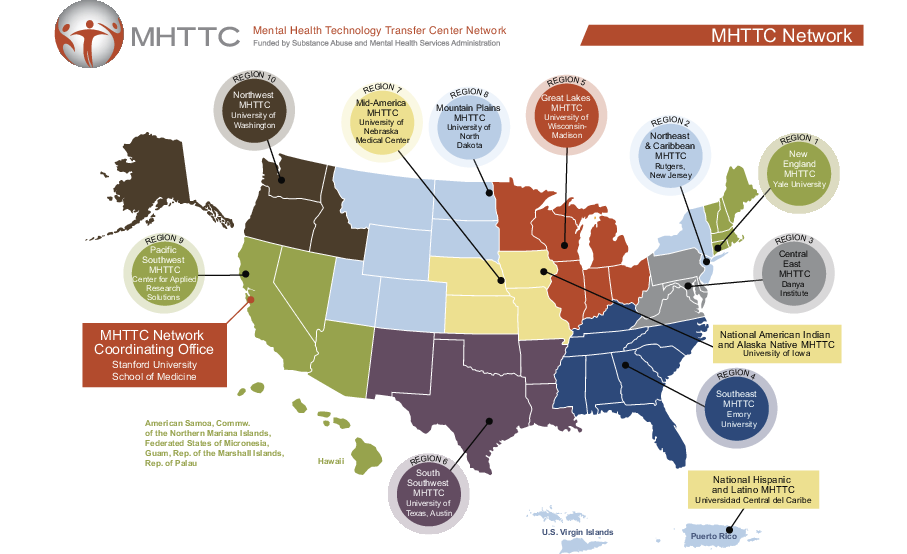 MHTTC
Mental Health Technology Transfer Center Network
Funded by Substance Abuse and Mental Health Services Administration
MHTTC Network
REGION 10
Northwest
MHTTC
University of
Washington
REGION 7
Mid-America
MHTTC
University of
Nebraska
Medical Center
REGION 8
Mountain Plains
MHTTC
University of
North
Dakota
REGION 5
Great Lakes
MHTTC
University of
Wisconsin-
Madison
REGION 2
Northeast
& Caribbean
MHTTC
Rutgers,
New Jersey
REGION 1
New
England
MHTTC
Yale University
REGION 9
Pacific
Southwest
MHTTC
Center for Applied
Research
Solutions
REGION 3
Central
East
MHTTC
Danya
Institute
MHTTC Network
Coordinating Office
Stanford University
School of Medicine
National American Indian
and Alaska Native MHTTC
University of Iowa
REGION 4
Southeast
MHTTC
Emory
University
American Samoa, Commw.
of the Northern Mariana Islands,
Federated States of Micronesia,
Guam, Rep. of the Marshall Islands,
Rep. of Palau
Hawaii
REGION 6
South
Southwest
MHTTC
University of
Texas, Austin
National Hispanic
and Latino MHTTC
Universidad Central del Caribe
U.S. Virgin Islands
Puerto Rico